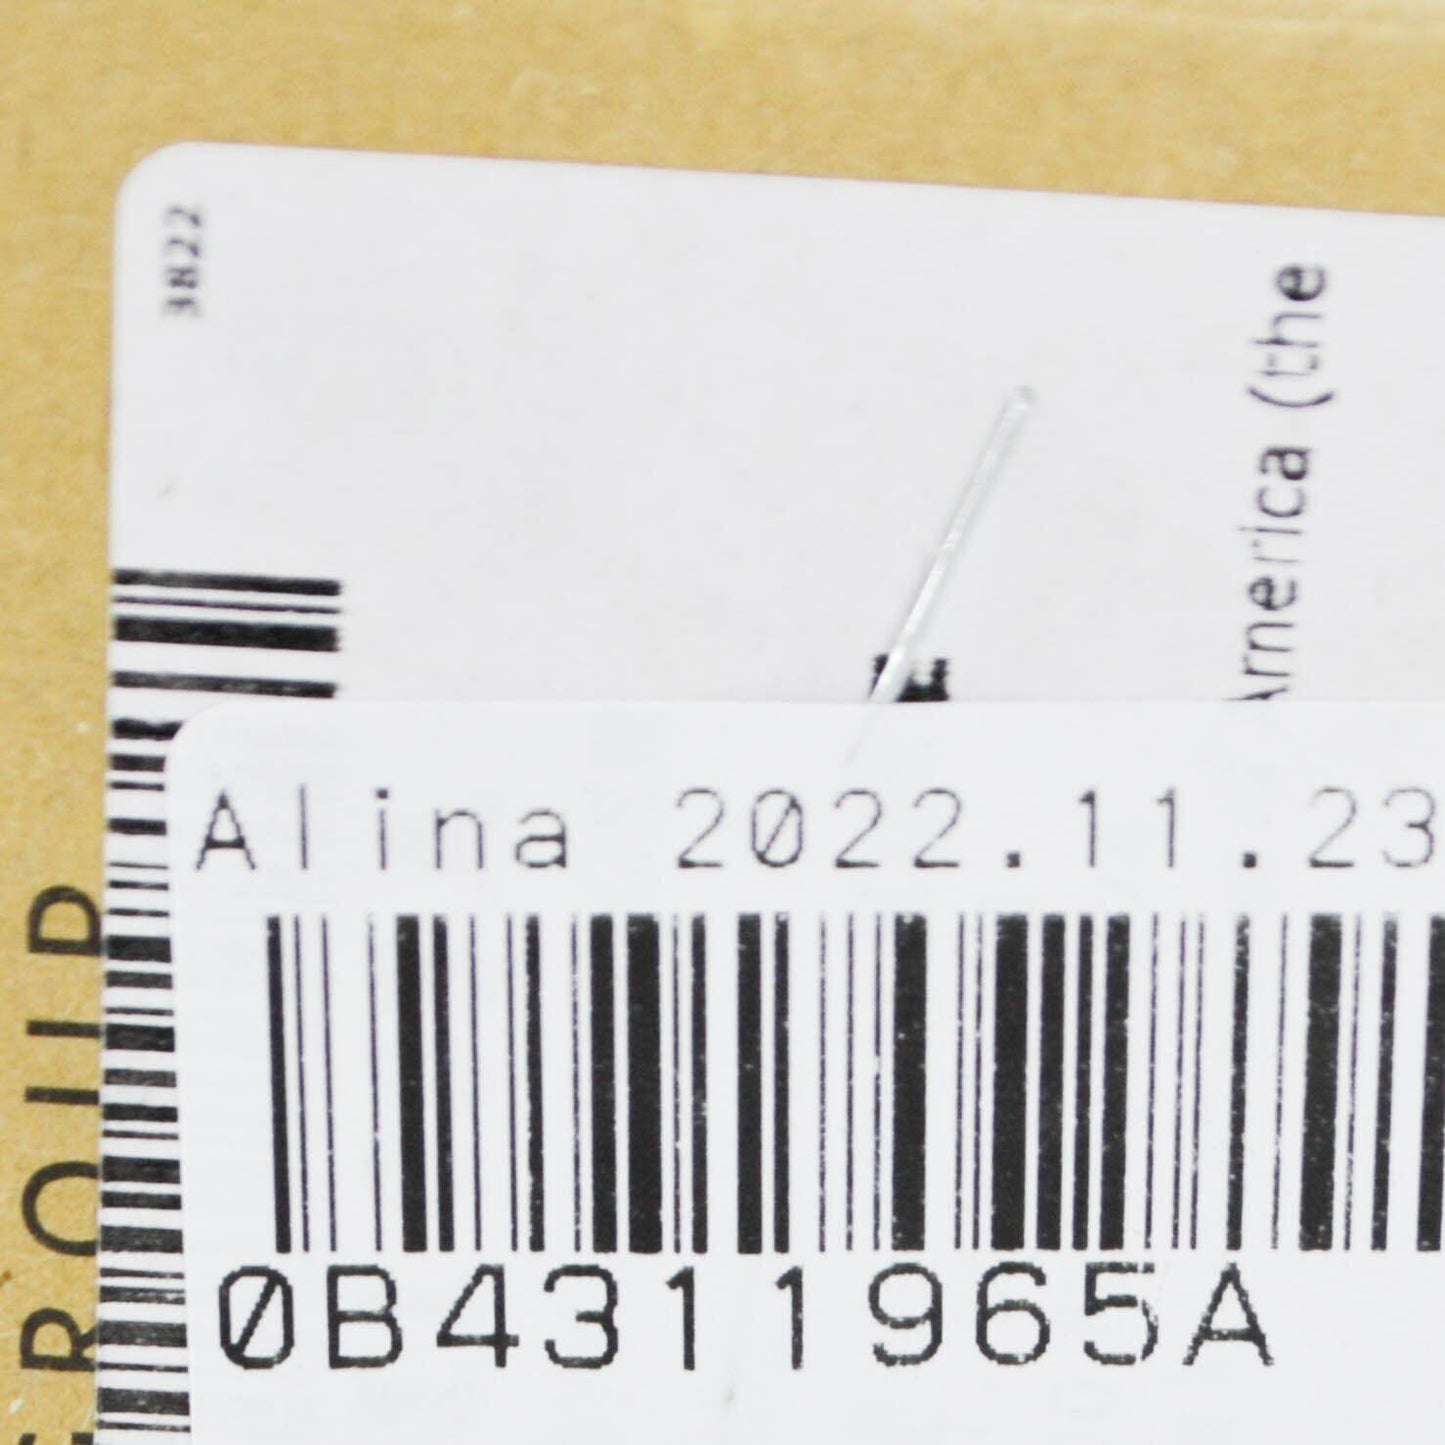 3822
America (the
Alina 2022.11.23
0B4311965A